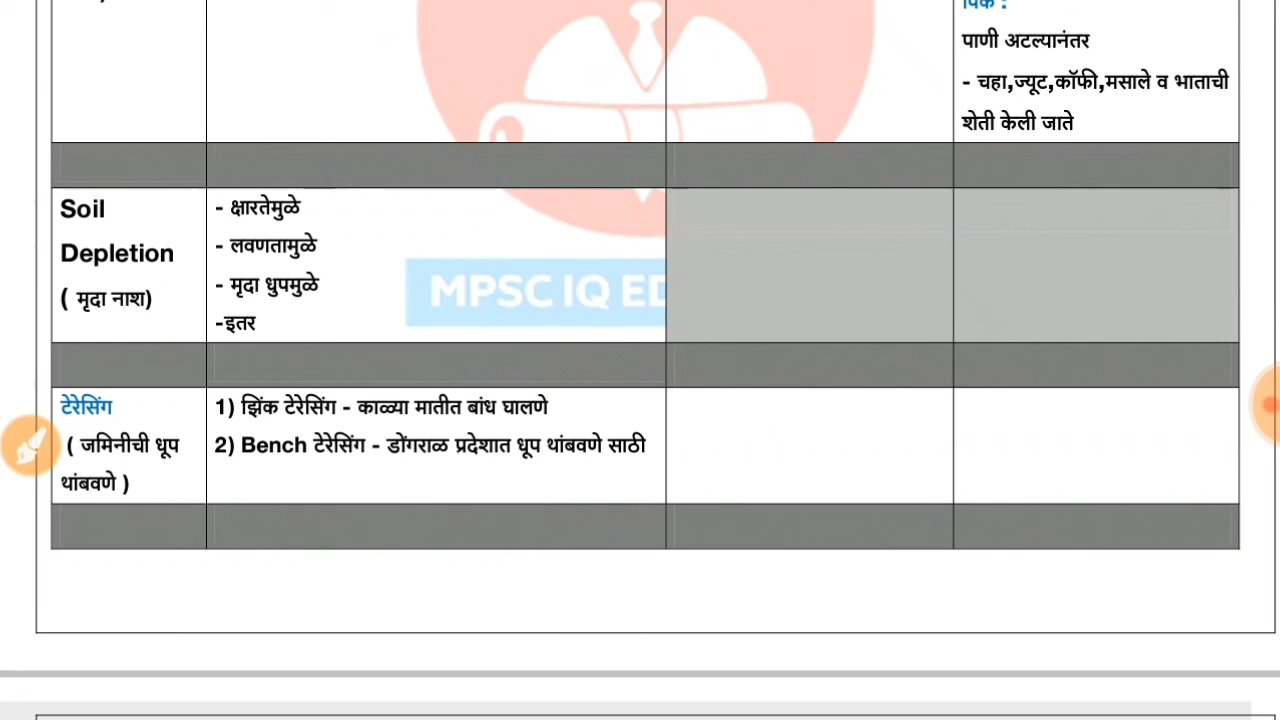 पिके :
पाणी अटल्यानंतर
- चहा,ज्यूट,कॉफी,मसाले व भाताची
शेती केली जाते
Soil
Depletion
( मृदा नाश)
- क्षारतेमुळे
- लवणतामुळे
- मृदा धुपमुळे
-इतर
MPSC IQ ED
टेरेसिंग
( जमिनीची धूप
थांबवणे )
1) झिंक टेरेसिंग - काळ्या मातीत बांध घालणे
2) Bench टेरेसिंग - डोंगराळ प्रदेशात धूप थांबवणे साठी